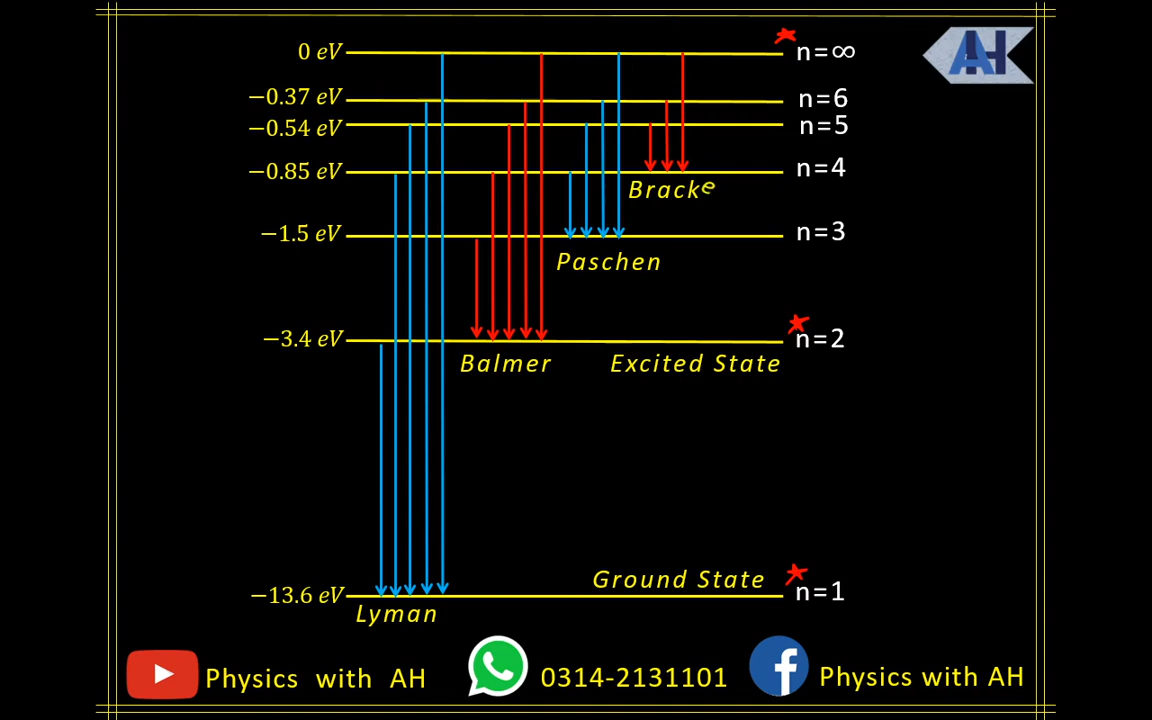 0 eV n=∞
−0.37 eV n=6
−0.54 eV n=5
−0.85 eV n=4
Bracke
−1.5 eV n=3
Paschen
−3.4 eV n=2
Balmer Excited State
Ground State
−13.6 eV n=1
Lyman
AH
Physics with AH 0314-2131101 Physics with AH